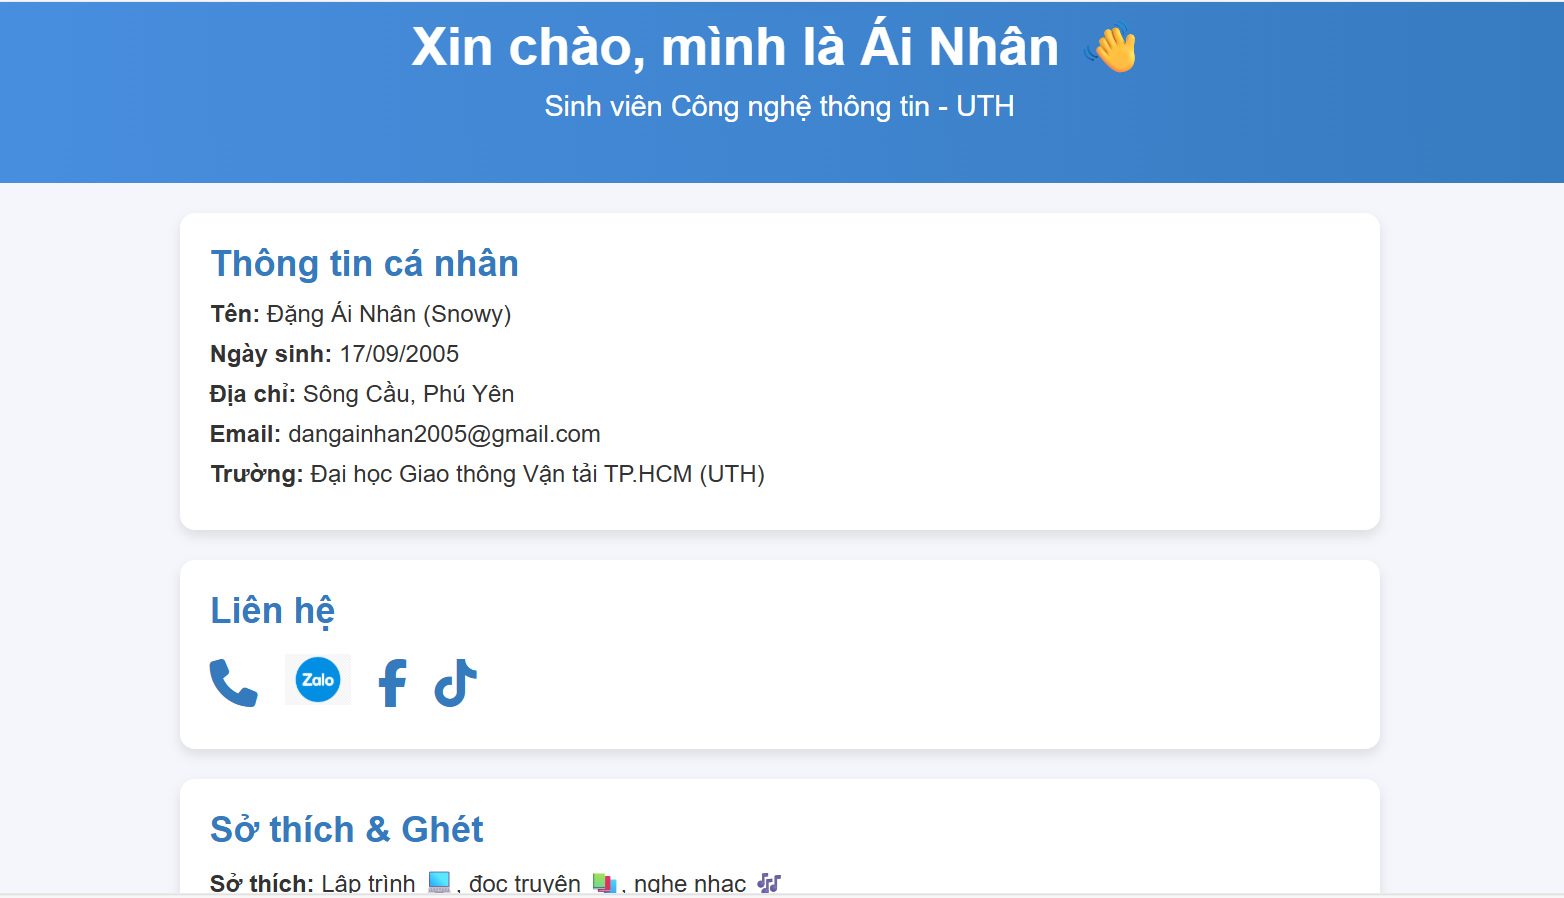 Xin chào, mình là Ái Nhân 👋
Sinh viên Công nghệ thông tin - UTH
Thông tin cá nhân
Tên: Đặng Ái Nhân (Snowy)
Ngày sinh: 17/09/2005
Địa chỉ: Sông Cầu, Phú Yên
Email: dangainhan2005@gmail.com
Trường: Đại học Giao thông Vận tải TP.HCM (UTH)
Liên hệ
Zalo
Sở thích & Ghét
Sở thích: Lập trình 💻, đọc truyện 📚, nghe nhạc 🎶